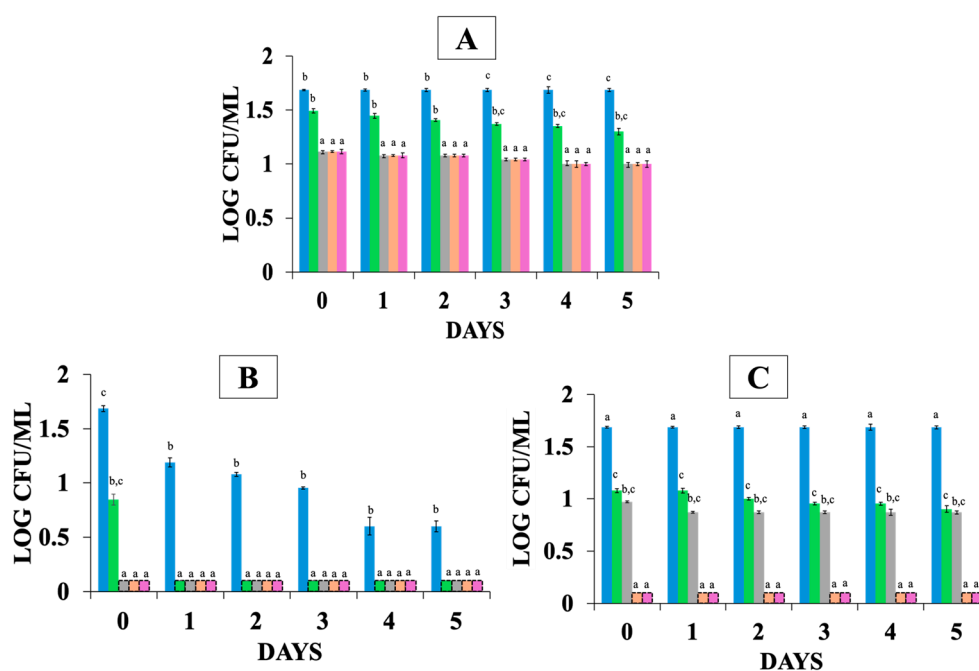 A
LOG CFU/ML
2
1.5
1
0.5
0
b b b c c c
b b b b,c b,c b,c
a a a a a a a a a a a a a a a a a a
0 1 2 3 4 5
DAYS
B
LOG CFU/ML
2
1.5
1
0.5
0
c
b,c
b b b b b
a a a a a a a a a a a a a a a a a a a a a a a
0 1 2 3 4 5
DAYS
C
LOG CFU/ML
2
1.5
1
0.5
0
a a a a a a
c b,c c b,c c b,c c b,c c b,c c b,c
a a a a a a a a a a a a
0 1 2 3 4 5
DAYS